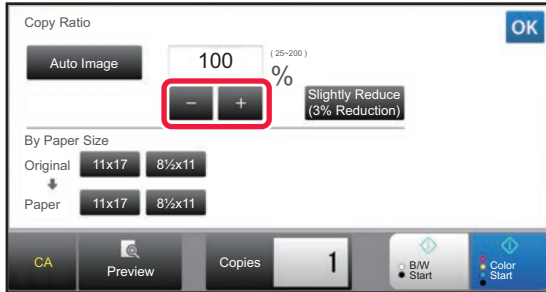 Copy Ratio
OK
Auto Image
100
(25~200)
%
− +
Slightly Reduce
(3% Reduction)
By Paper Size
Original 11x17 8½x11
Paper 11x17 8½x11
CA
Preview
Copies
1
B/W
Start
Color
Start